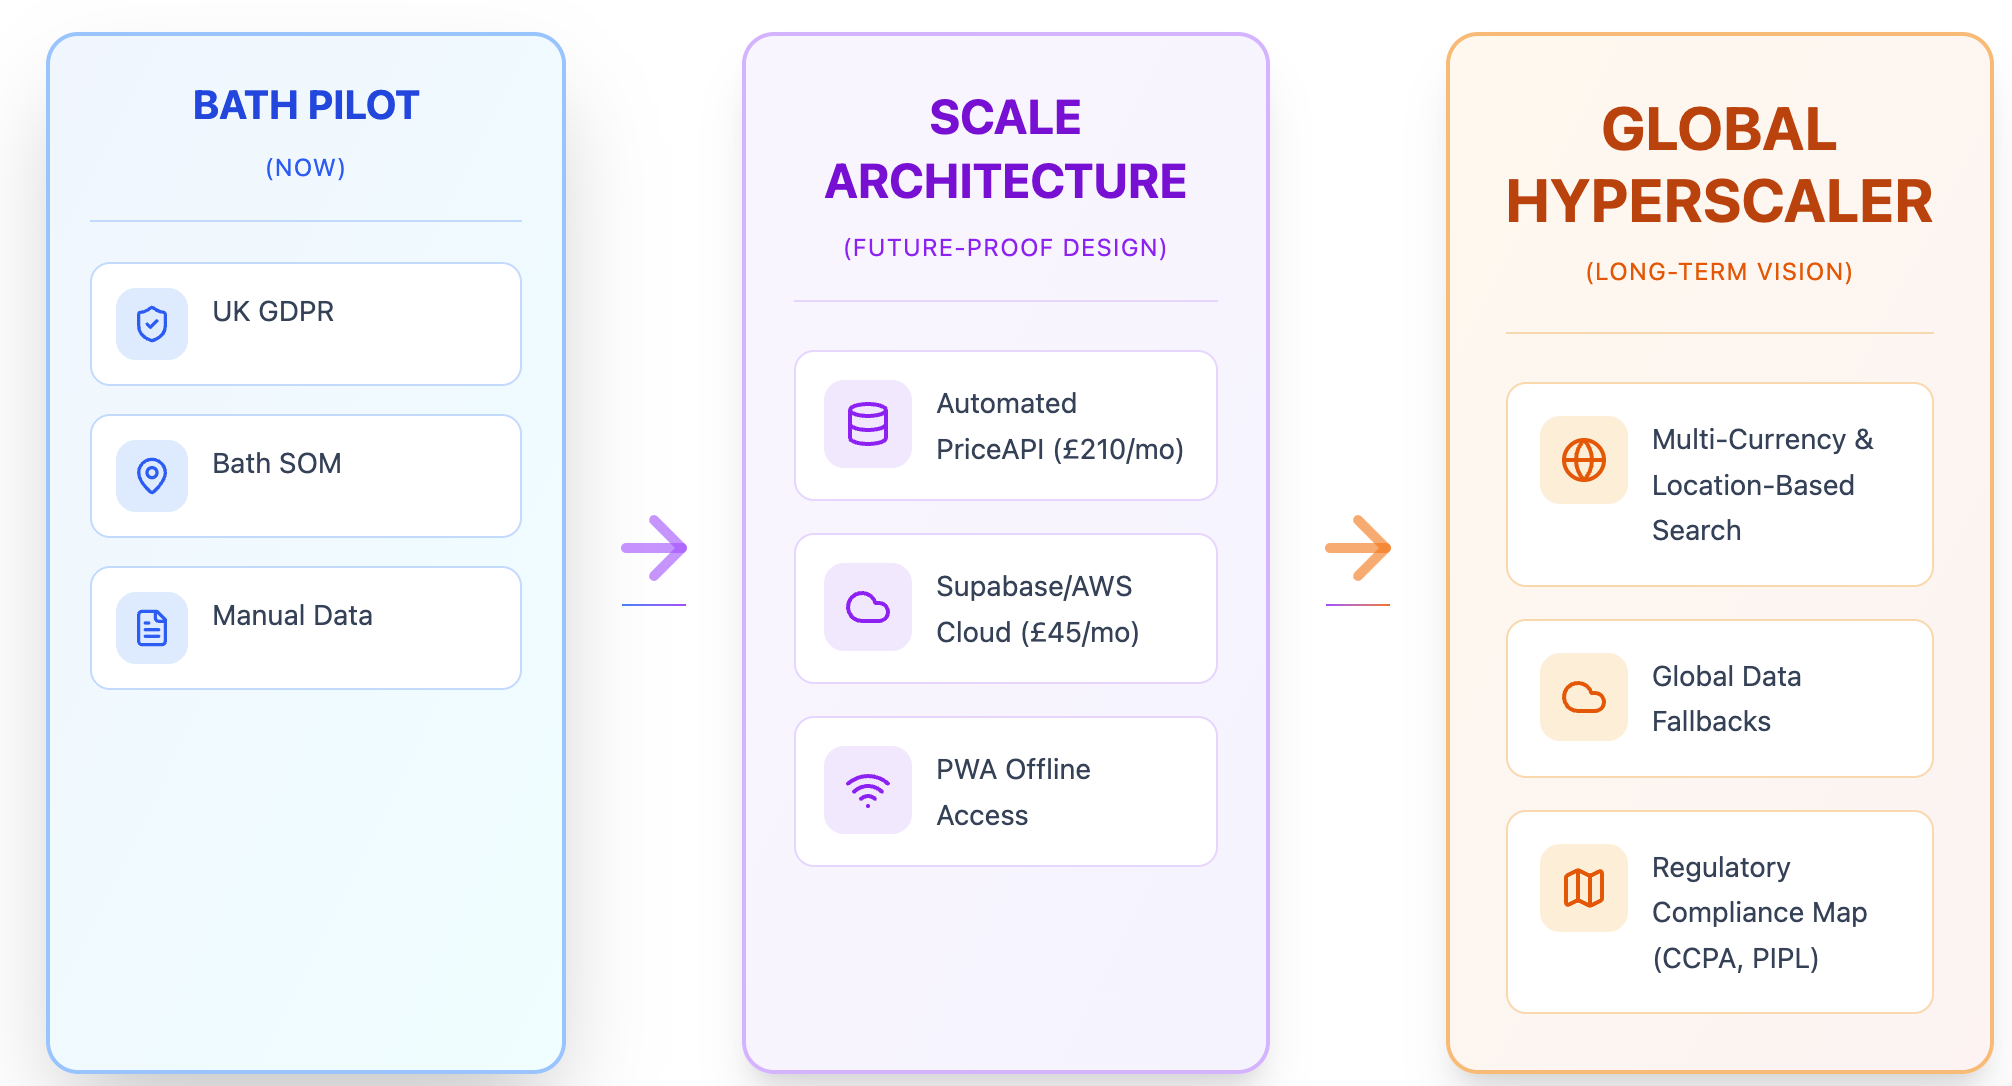 BATH PILOT
(NOW)
UK GDPR
Bath SOM
Manual Data
SCALE
ARCHITECTURE
(FUTURE-PROOF DESIGN)
Automated
PriceAPI (£210/mo)
Supabase/AWS
Cloud (£45/mo)
PWA Offline
Access
GLOBAL
HYPERSCALER
(LONG-TERM VISION)
Multi-Currency &
Location-Based
Search
Global Data
Fallbacks
Regulatory
Compliance Map
(CCPA, PIPL)